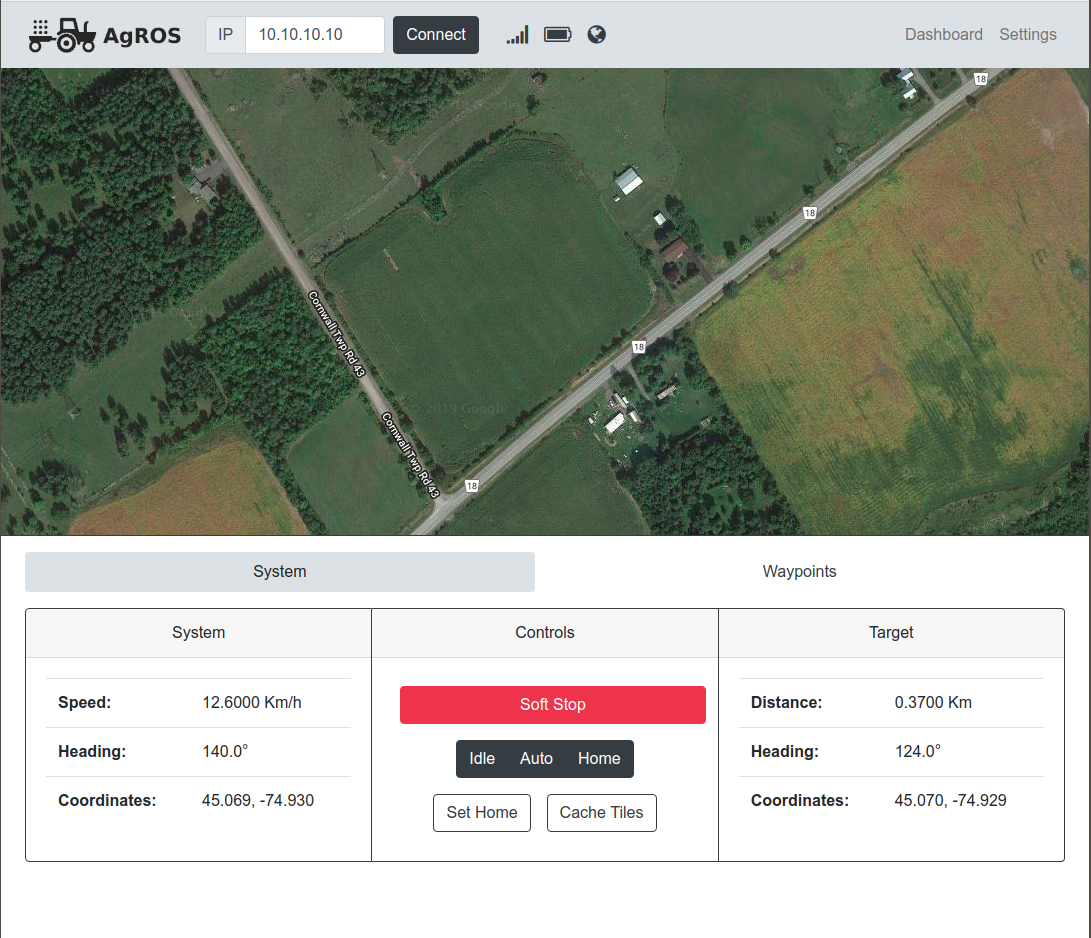 AgROS IP 10.10.10.10 Connect Dashboard Settings
18
18
18
Cornwall Twp Rd 43
Cornwall Twp Rd 43
18
System Waypoints
System Controls Target
Speed: 12.6000 Km/h Soft Stop Distance: 0.3700 Km
Heading: 140.0° Idle Auto Home Heading: 124.0°
Coordinates: 45.069, -74.930 Set Home Cache Tiles Coordinates: 45.070, -74.929